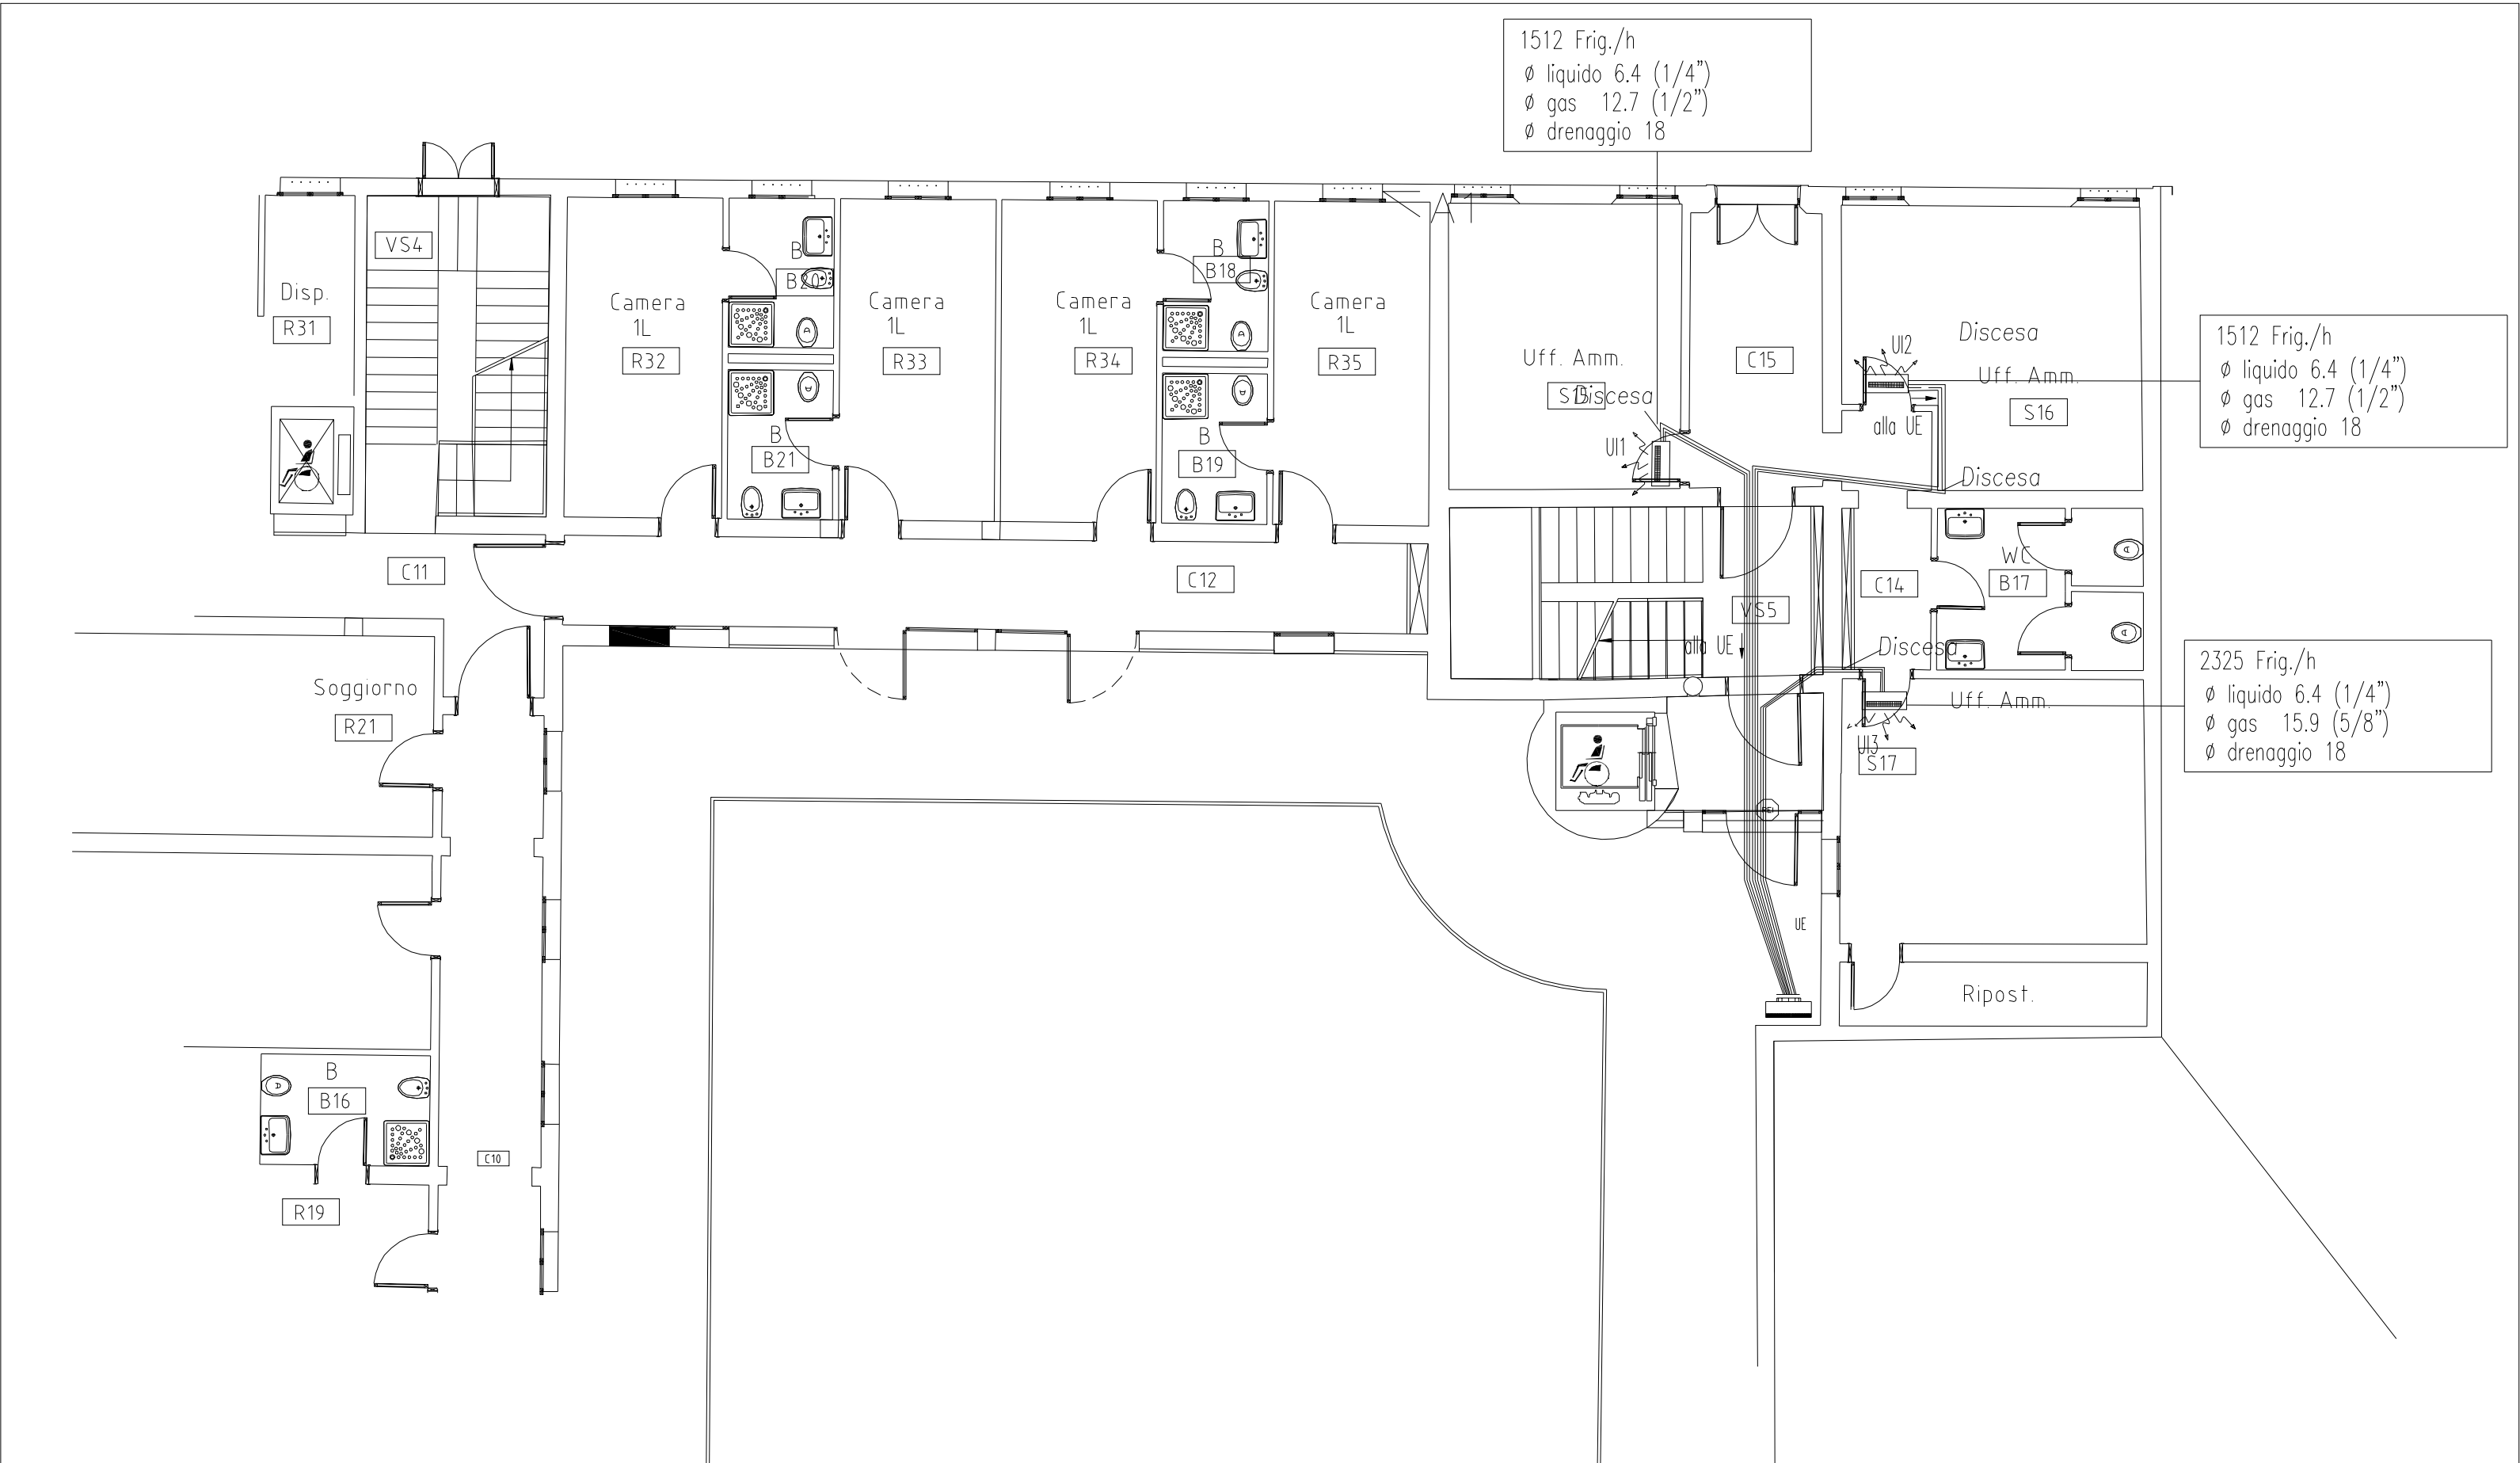 1512 Frig./h
Ø liquido 6.4 (1/4")
Ø gas 12.7 (1/2")
Ø drenaggio 18
VS4
Disp.
R31
Camera
1L
R32
B
B20
Camera
1L
R33
Camera
1L
R34
B
B18
Camera
1L
R35
Uff. Amm.
S15
Discesa
C15
Discesa
UI2
Uff. Amm.
S16
alla UE
1512 Frig./h
Ø liquido 6.4 (1/4")
Ø gas 12.7 (1/2")
Ø drenaggio 18
B
B21
B
B19
UI1
Discesa
C11
C12
VS5
alla UE
C14
WC
B17
Discesa
Soggiorno
R21
Uff. Amm.
UI3
S17
2325 Frig./h
Ø liquido 6.4 (1/4")
Ø gas 15.9 (5/8")
Ø drenaggio 18
REI
UE
Ripost.
B
B16
C10
R19